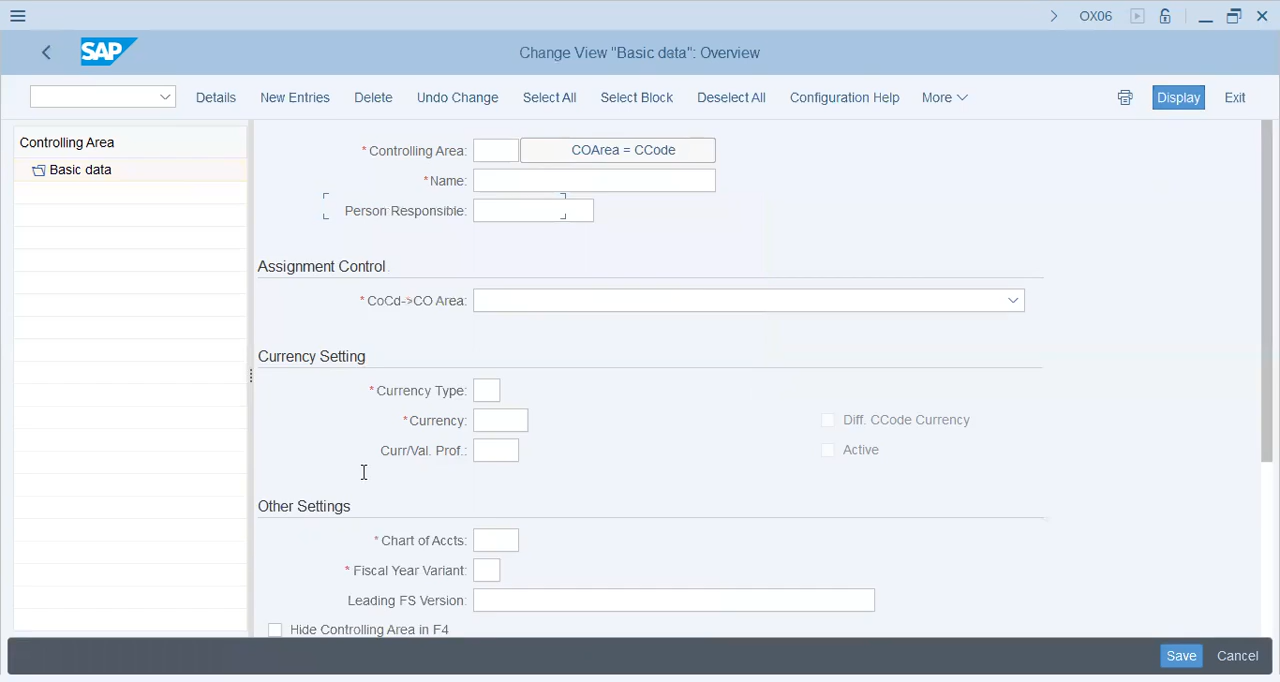 OX06
SAP
Change View "Basic data": Overview
Details New Entries Delete Undo Change Select All Select Block Deselect All Configuration Help More Display Exit
Controlling Area
Basic data
* Controlling Area: COArea = CCode
* Name:
Person Responsible:
Assignment Control
* CoCd->CO Area:
Currency Setting
* Currency Type:
* Currency: Diff. CCode Currency
Curr/Val. Prof.: Active
Other Settings
* Chart of Accts:
* Fiscal Year Variant:
Leading FS Version:
Hide Controlling Area in F4
Save Cancel